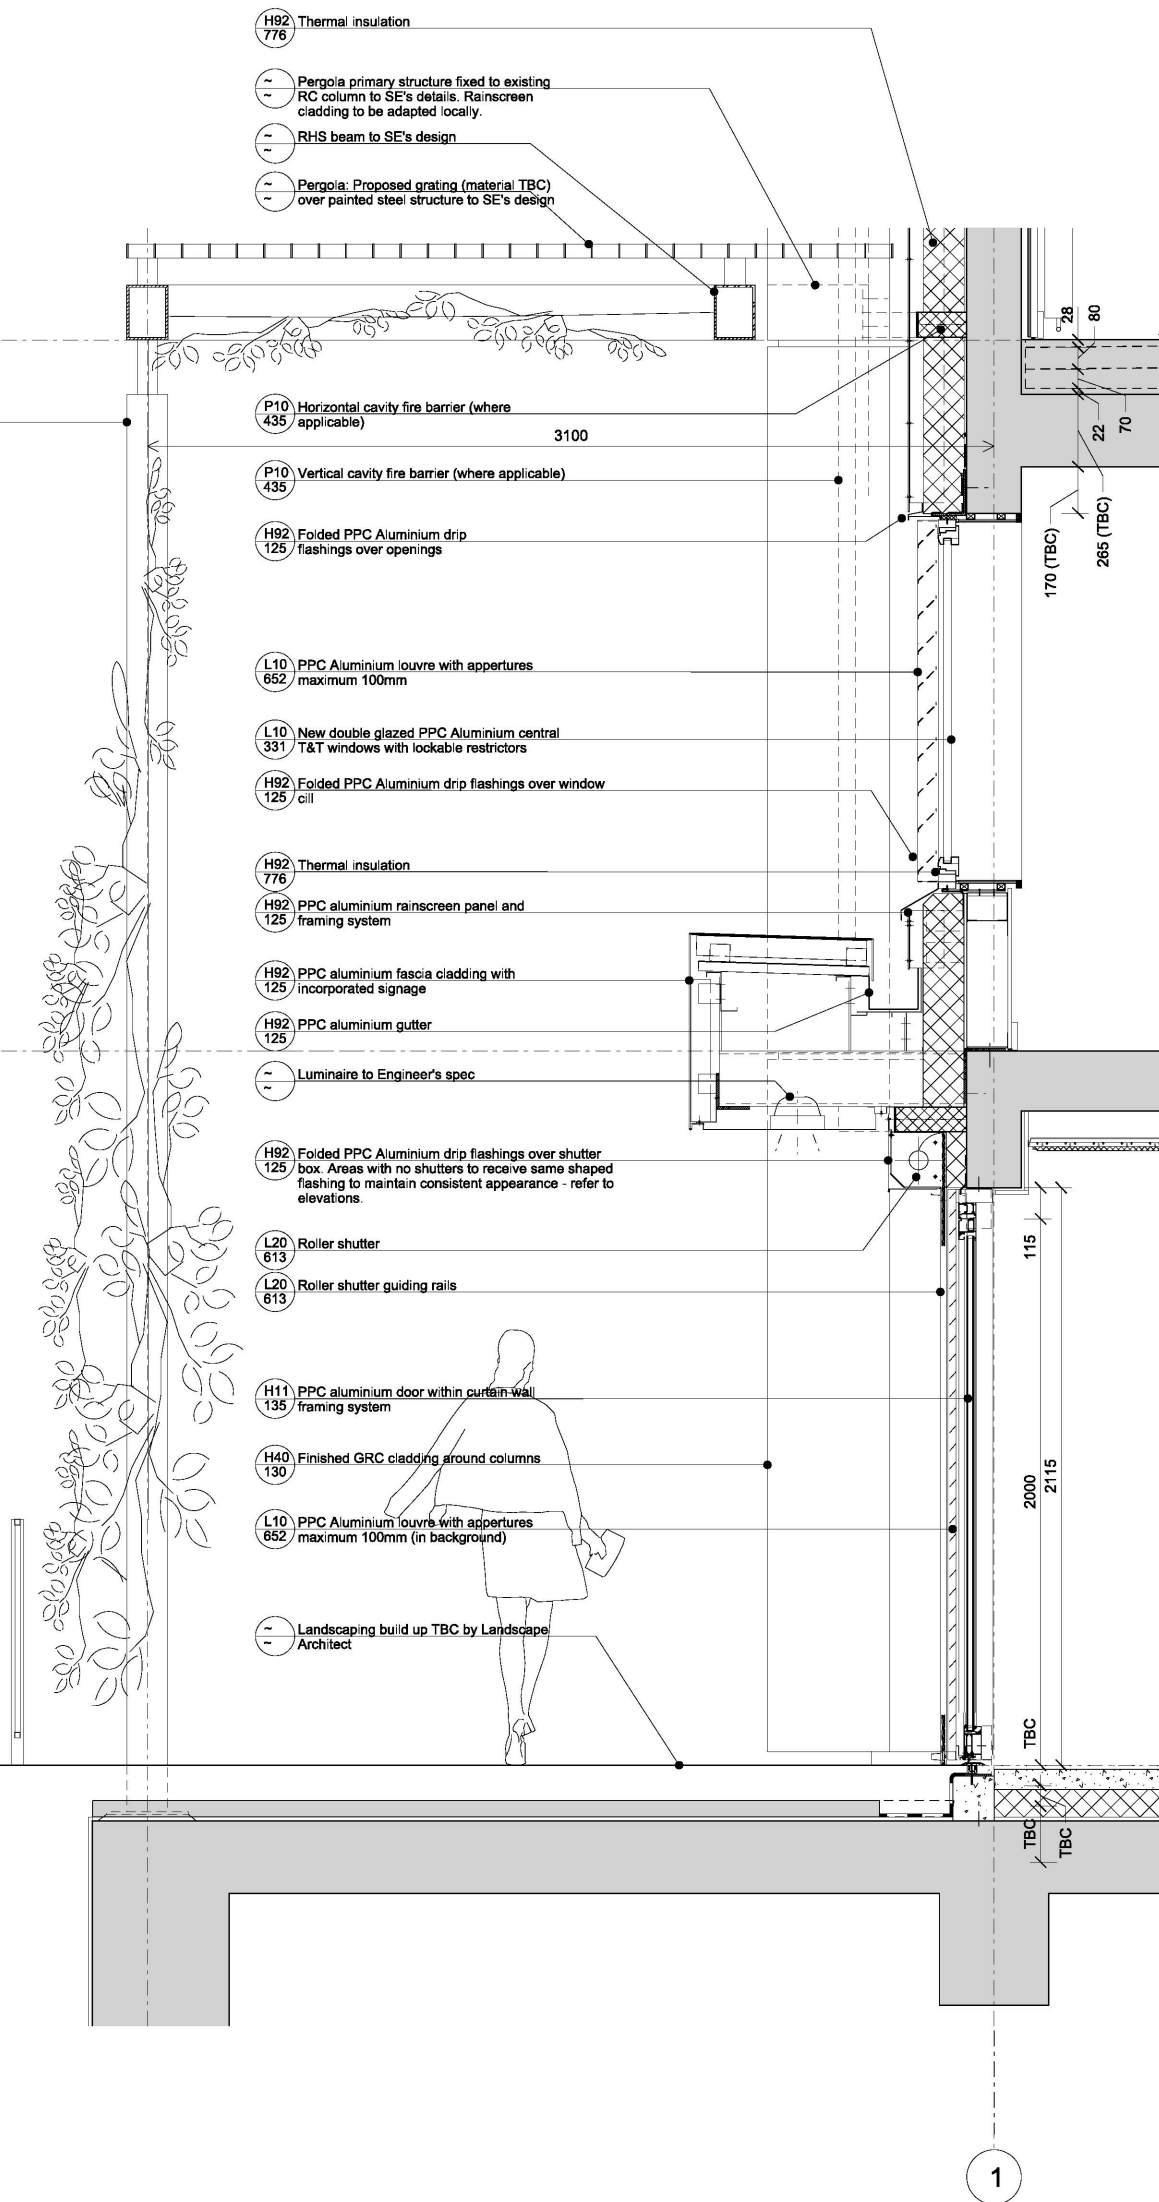 H92 Thermal insulation
776
~ Pergola primary structure fixed to existing
~ RC column to SE's details. Rainscreen
cladding to be adapted locally.
~ RHS beam to SE's design
~
~ Pergola: Proposed grating (material TBC)
~ over painted steel structure to SE's design
28
80
22
70
P10 Horizontal cavity fire barrier (where
435 applicable)
3100
P10 Vertical cavity fire barrier (where applicable)
435
170 (TBC)
265 (TBC)
H92 Folded PPC Aluminium drip
125 flashings over openings
L10 PPC Aluminium louvre with appertures
652 maximum 100mm
L10 New double glazed PPC Aluminium central
331 T&T windows with lockable restrictors
H92 Folded PPC Aluminium drip flashings over window
125 cill
H92 Thermal insulation
776
H92 PPC aluminium rainscreen panel and
125 framing system
H92 PPC aluminium fascia cladding with
125 incorporated signage
H92 PPC aluminium gutter
125
~ Luminaire to Engineer's spec
~
H92 Folded PPC Aluminium drip flashings over shutter
125 box. Areas with no shutters to receive same shaped
flashing to maintain consistent appearance - refer to
elevations.
L20 Roller shutter
613
115
L20 Roller shutter guiding rails
613
H11 PPC aluminium door within curtain wall
135 framing system
H40 Finished GRC cladding around columns
130
2000
2115
L10 PPC Aluminium louvre with appertures
652 maximum 100mm (in background)
~ Landscaping build up TBC by Landscape
~ Architect
TBC
TBC
TBC
1